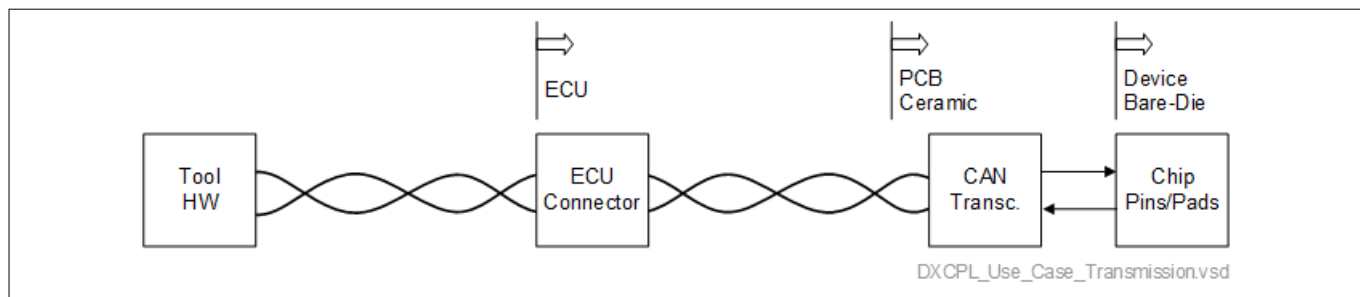 ECU
PCB
Ceramic
Device
Bare-Die
Tool
HW
ECU
Connector
CAN
Transc.
Chip
Pins/Pads
DXCPL_Use_Case_Transmission.vsd